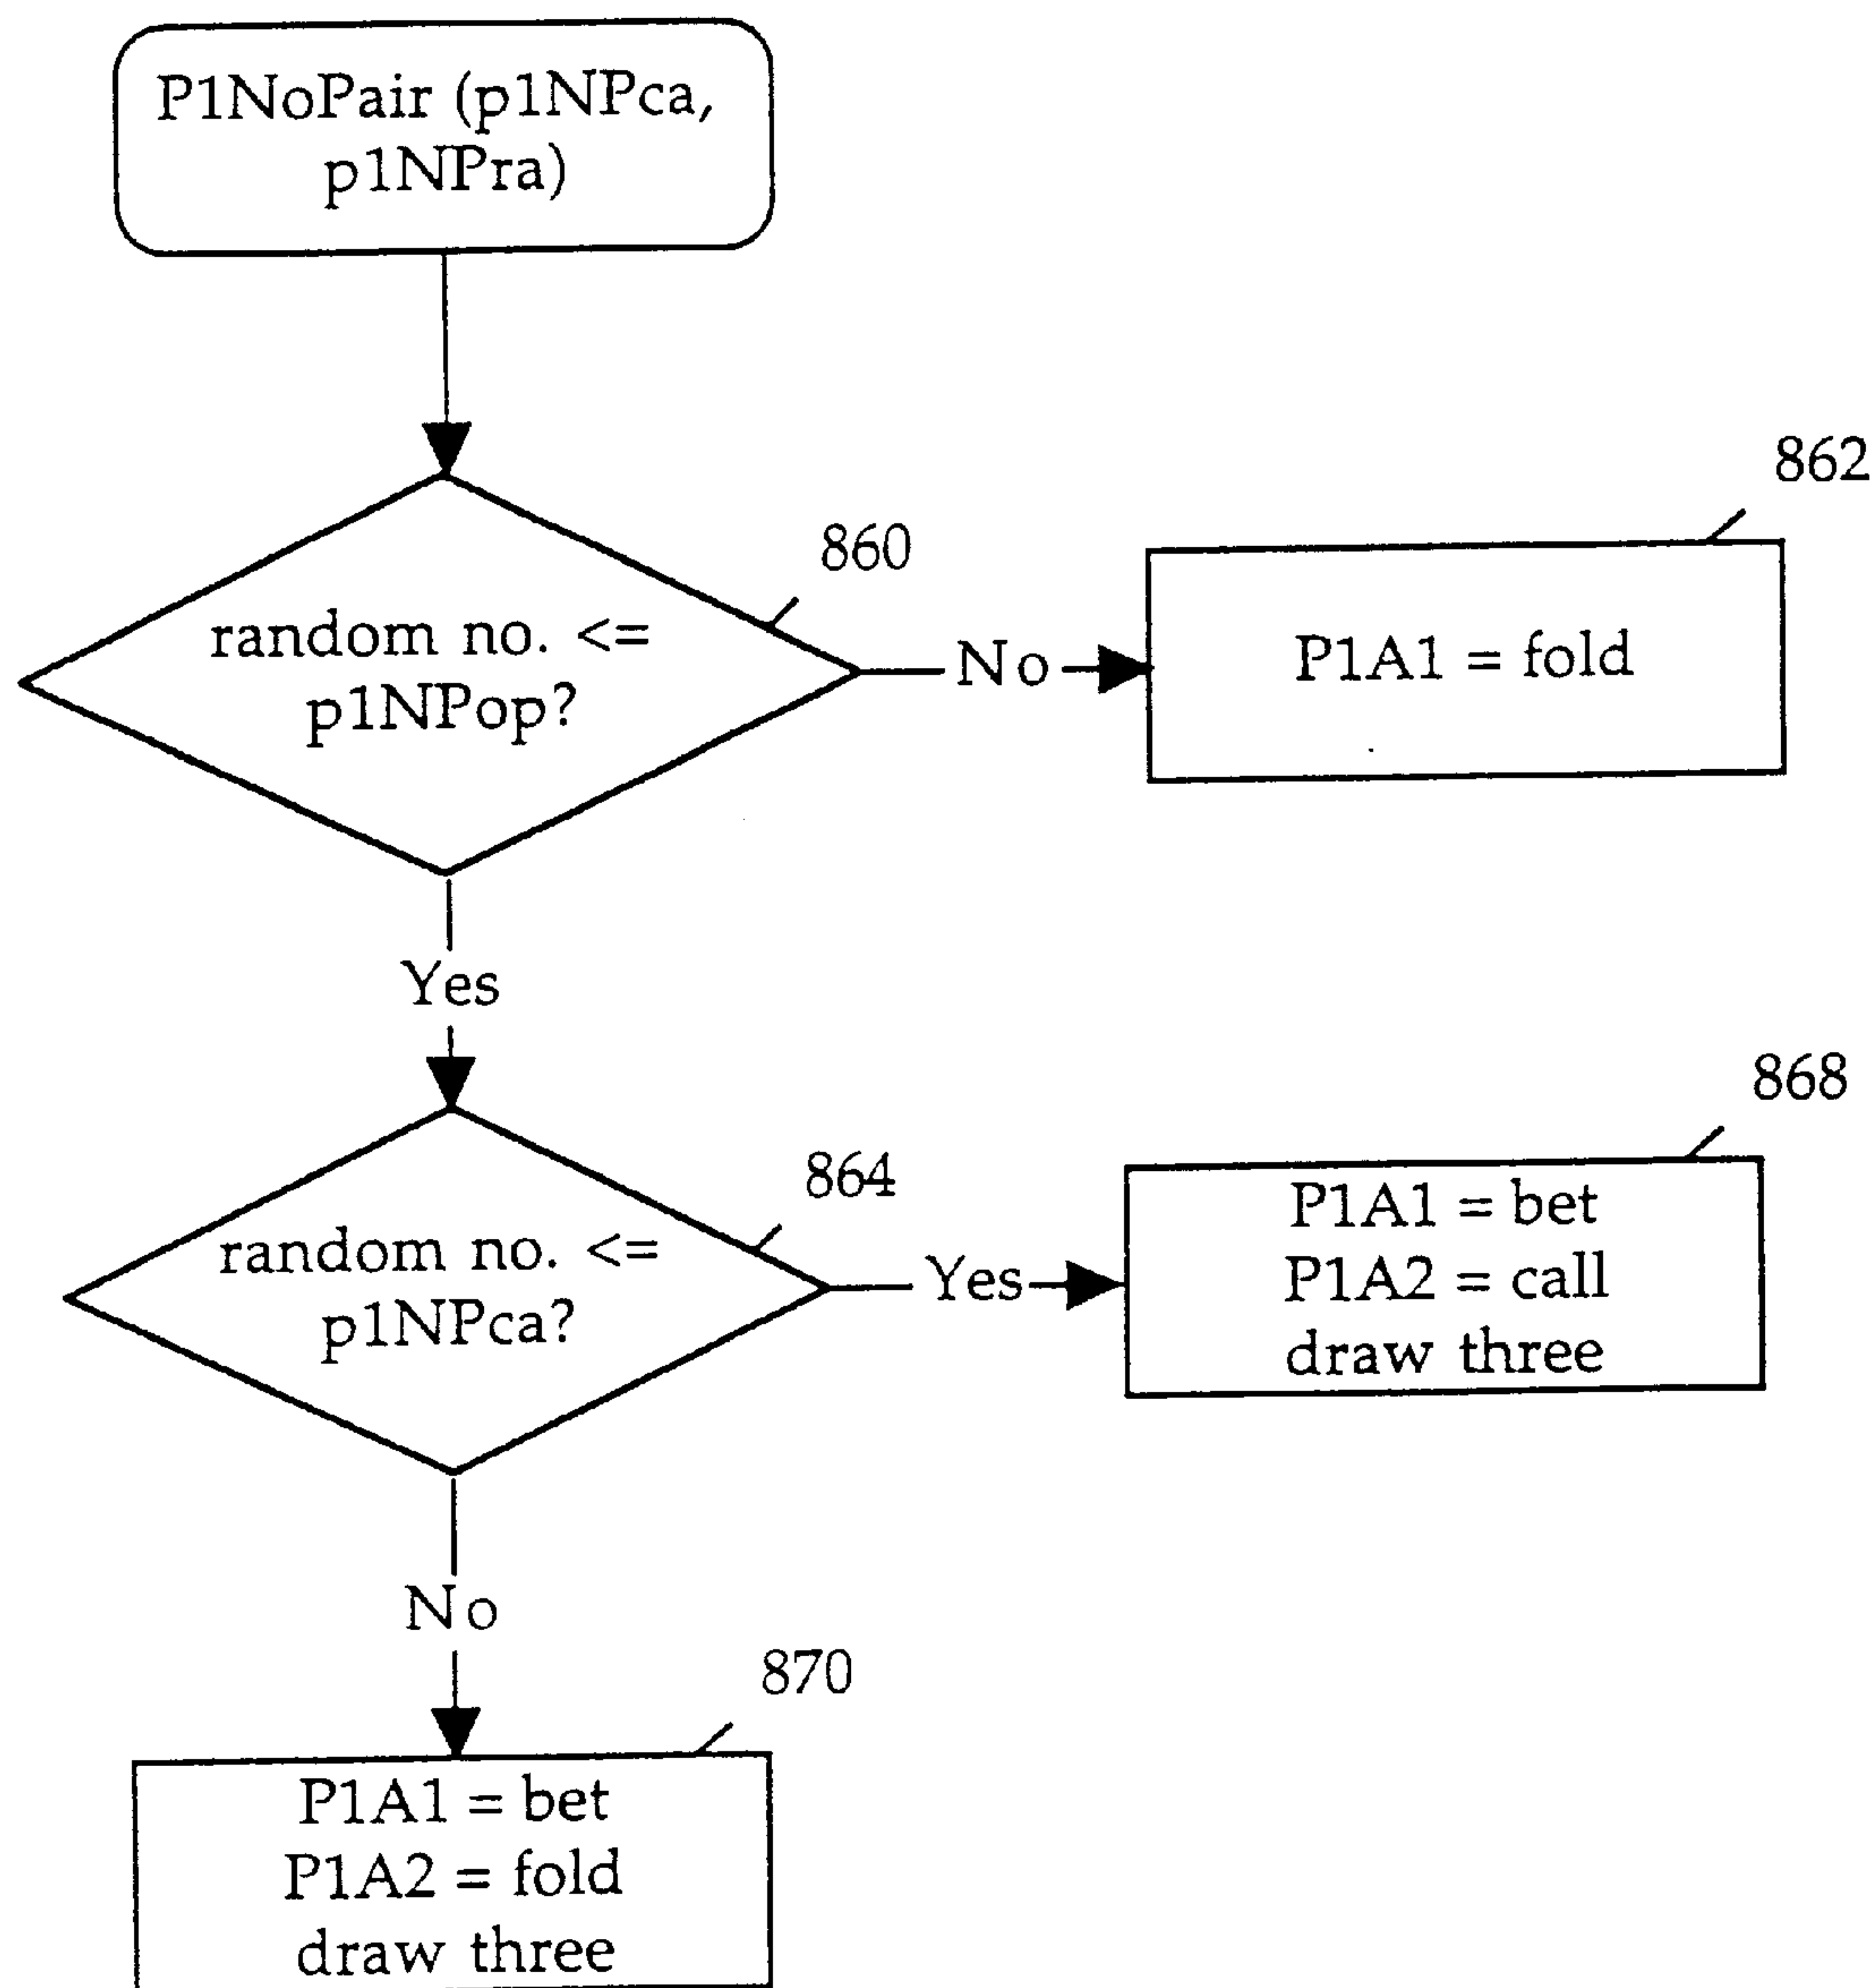 P1NoPair (p1NPca,
p1NPra)
862
860
random no. <=
p1NPop?
No
P1A1 = fold
Yes
868
864
random no. <=
p1NPca?
Yes
P1A1 = bet
P1A2 = call
draw three
No
870
P1A1 = bet
P1A2 = fold
draw three